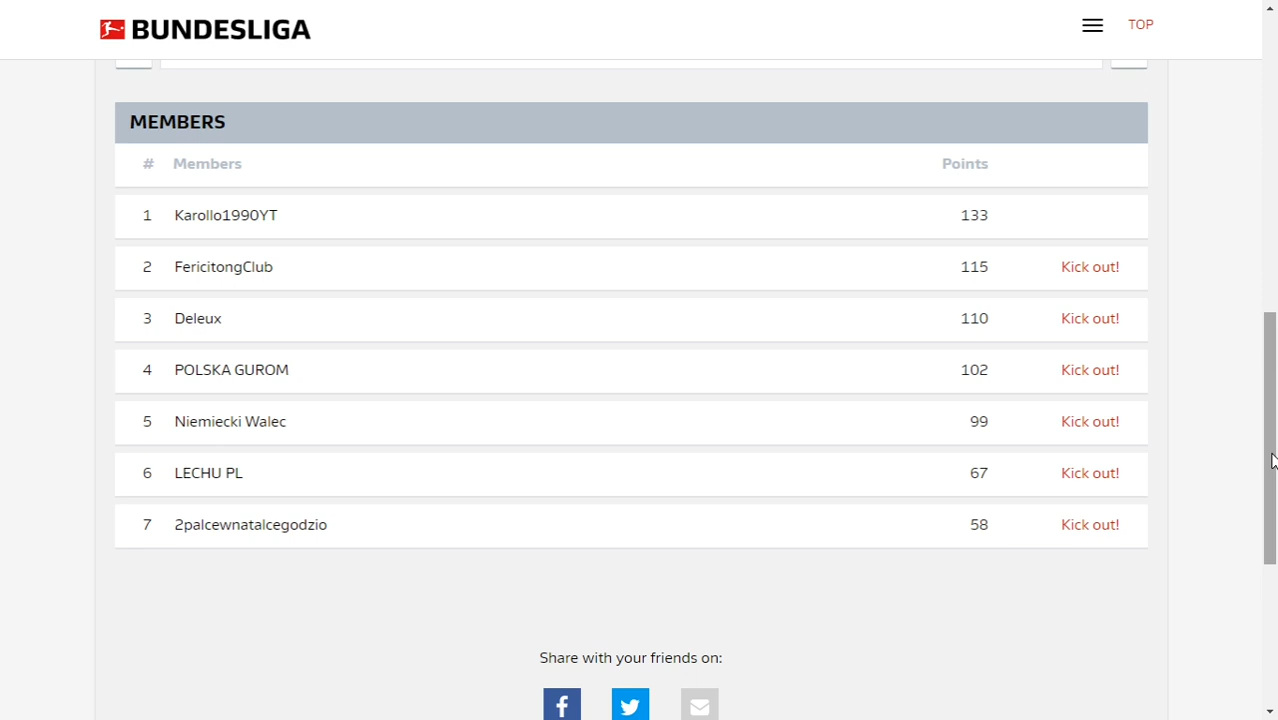 BUNDESLIGA TOP
MEMBERS
# Members Points
1 Karollo1990YT 133
2 FericitongClub 115 Kick out!
3 Deleux 110 Kick out!
4 POLSKA GUROM 102 Kick out!
5 Niemiecki Walec 99 Kick out!
6 LECHU PL 67 Kick out!
7 2palcewnatalcegodzio 58 Kick out!
Share with your friends on: